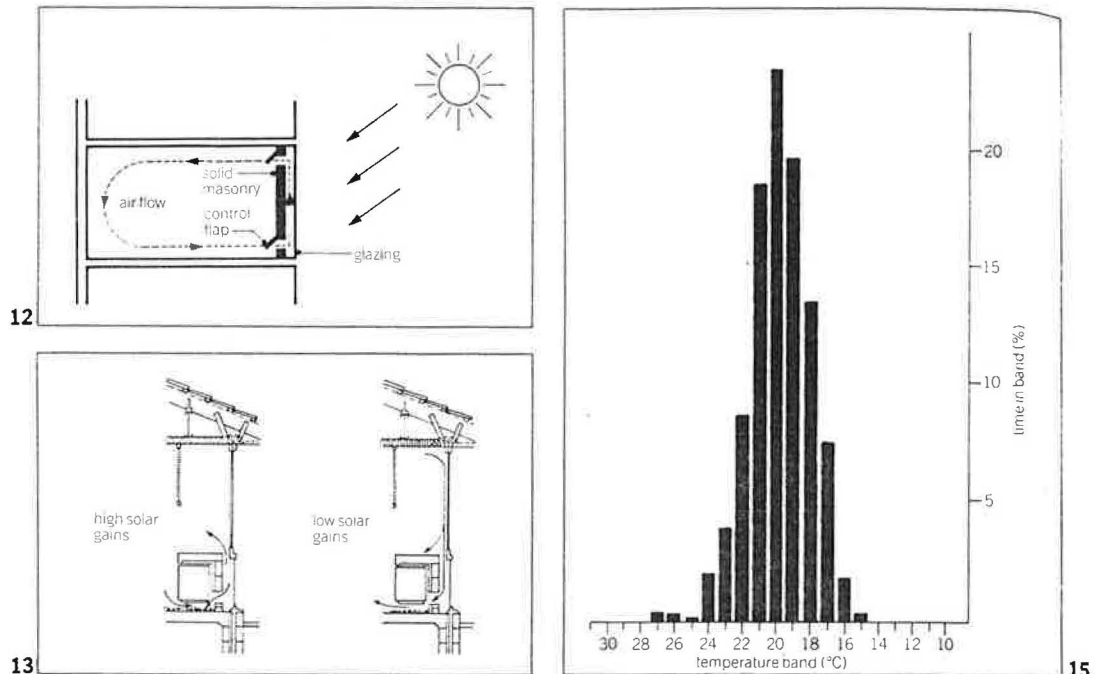 solid
masonry
air flow
control
flap
glazing
12
high solar
gains
low solar
gains
13
20
15
10
5
time in band (%)
30 28 26 24 22 20 18 16 14 12 10
temperature band (°C)
15